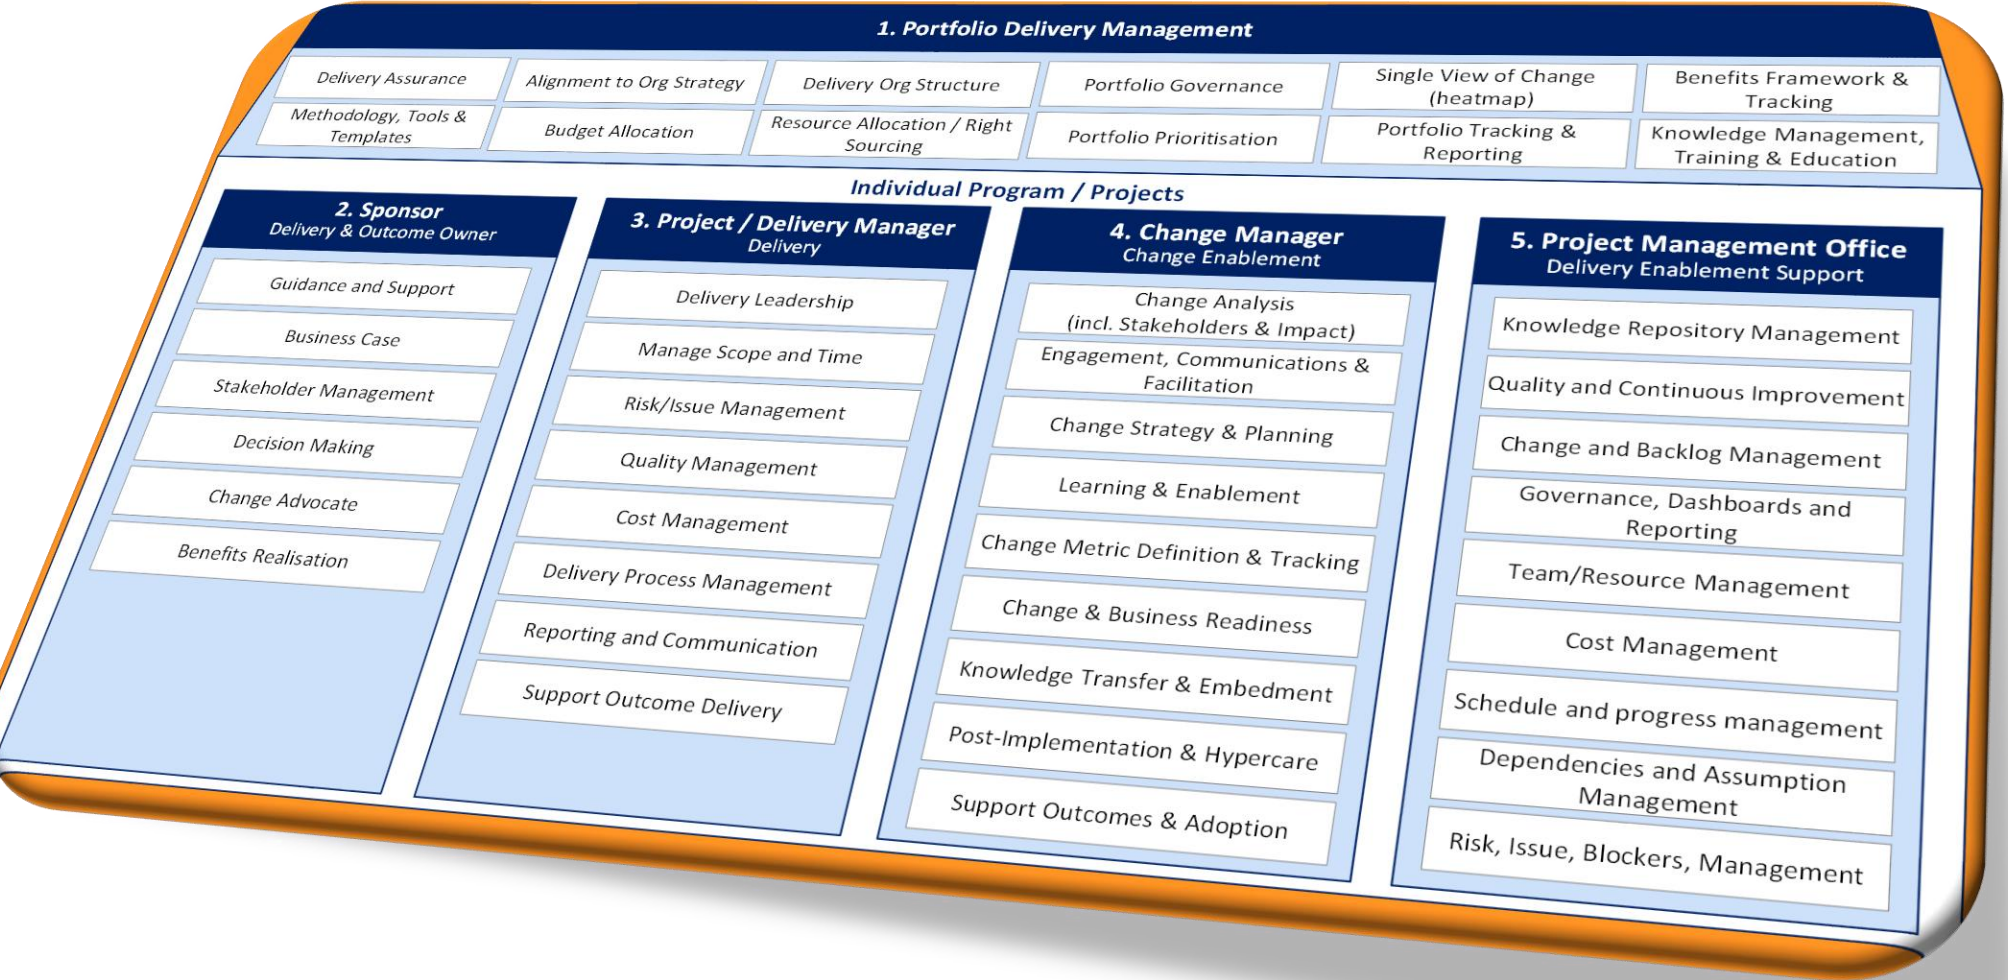 1. Portfolio Delivery Management
Delivery Assurance
Alignment to Org Strategy
Delivery Org Structure
Portfolio Governance
Single View of Change
(heatmap)
Benefits Framework &
Tracking
Methodology, Tools &
Templates
Budget Allocation
Resource Allocation / Right
Sourcing
Portfolio Prioritisation
Portfolio Tracking &
Reporting
Knowledge Management,
Training & Education
Individual Program / Projects
2. Sponsor
Delivery & Outcome Owner
Guidance and Support
Business Case
Stakeholder Management
Decision Making
Change Advocate
Benefits Realisation
3. Project / Delivery Manager
Delivery
Delivery Leadership
Manage Scope and Time
Risk/Issue Management
Quality Management
Cost Management
Delivery Process Management
Reporting and Communication
Support Outcome Delivery
4. Change Manager
Change Enablement
Change Analysis
(incl. Stakeholders & Impact)
Engagement, Communications &
Facilitation
Change Strategy & Planning
Learning & Enablement
Change Metric Definition & Tracking
Change & Business Readiness
Knowledge Transfer & Embedment
Post-Implementation & Hypercare
Support Outcomes & Adoption
5. Project Management Office
Delivery Enablement Support
Knowledge Repository Management
Quality and Continuous Improvement
Change and Backlog Management
Governance, Dashboards and
Reporting
Team/Resource Management
Cost Management
Schedule and progress management
Dependencies and Assumption
Management
Risk, Issue, Blockers, Management